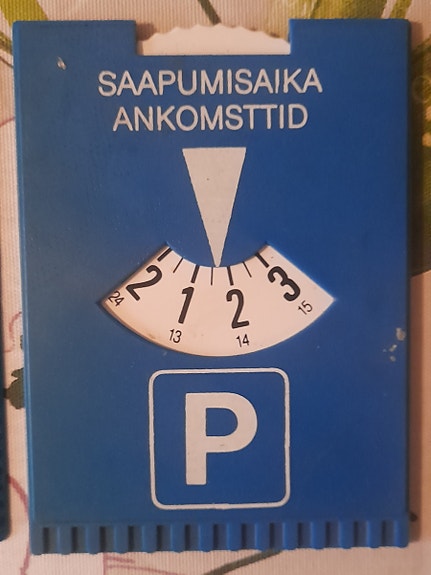 SAAPUMISAIKA
ANKOMSTTID
2 1 2 3
24 13 14 15
P